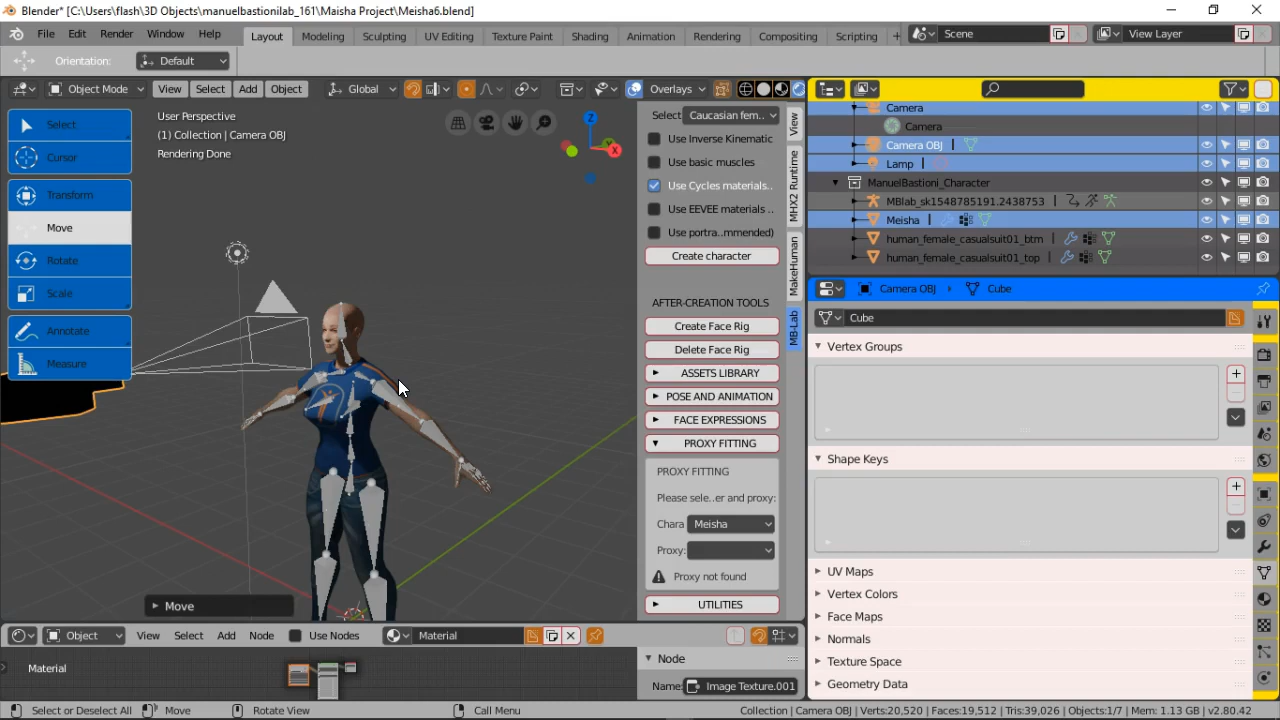 Blender* [C:\Users\flash\3D Objects\manuelbastionilab_161\Maisha Project\Meisha6.blend]
File Edit Render Window Help Layout Modeling Sculpting UV Editing Texture Paint Shading Animation Rendering Compositing Scripting + Scene View Layer
Orientation: Default
Object Mode View Select Add Object Global Overlays
Select
Cursor
Transform
Move
Rotate
Scale
Annotate
Measure
User Perspective
(1) Collection | Camera OBJ
Rendering Done
Z
Y
X
Select Caucasian fem..
Use Inverse Kinematic
Use basic muscles
Use Cycles materials..
Use EEVEE materials ..
Use portra..mmended)
Create character
AFTER-CREATION TOOLS
Create Face Rig
Delete Face Rig
ASSETS LIBRARY
POSE AND ANIMATION
FACE EXPRESSIONS
PROXY FITTING
PROXY FITTING
Please sele..er and proxy:
Chara Meisha
Proxy:
Proxy not found
UTILITIES
View
MHX2 Runtime
MakeHuman
MB-Lab
Move
Camera
Camera
Camera OBJ
Lamp
ManuelBastioni_Character
MBlab_sk1548785191.2438753
Meisha
human_female_casualsuit01_btm
human_female_casualsuit01_top
Camera OBJ Cube
Cube
Vertex Groups
Shape Keys
UV Maps
Vertex Colors
Face Maps
Normals
Texture Space
Geometry Data
Object View Select Add Node Use Nodes Material
Material
Node
Name: Image Texture.001
Select or Deselect All Move Rotate View Call Menu Collection | Camera OBJ | Verts:20,520 | Faces:19,512 | Tris:39,026 | Objects:1/7 | Mem: 1.13 GB | v2.80.42